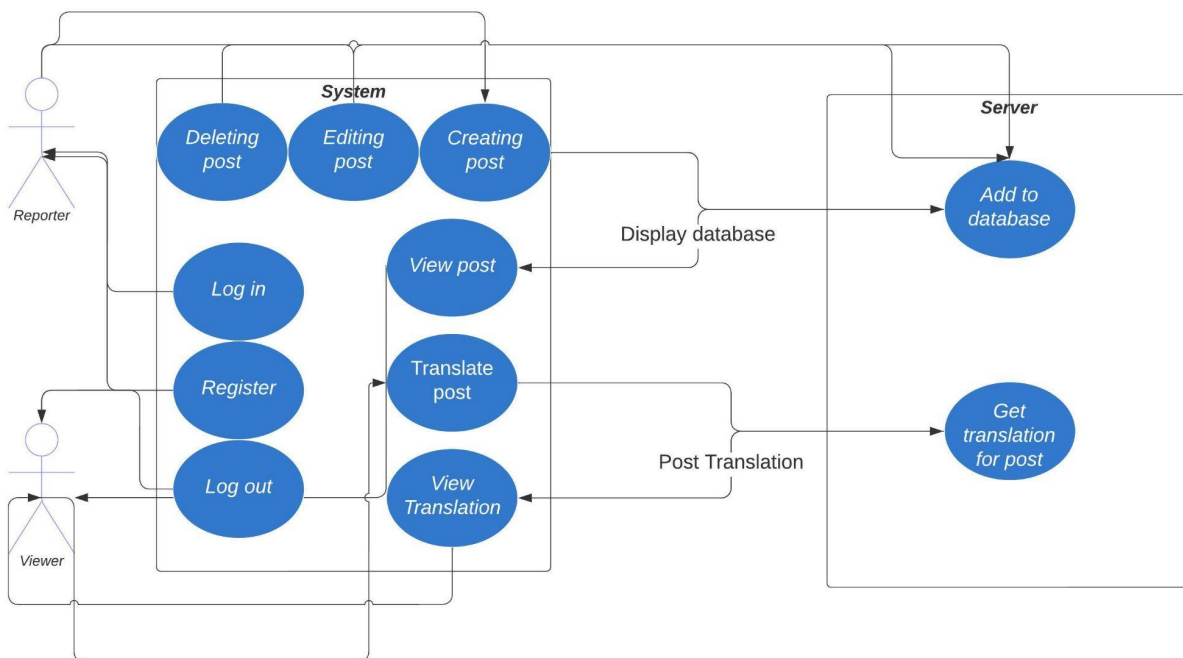 System
Server
Deleting
post
Editing
post
Creating
post
Reporter
Add to
database
Display database
View post
Log in
Translate
post
Register
Get
translation
for post
Post Translation
Log out
View
Translation
Viewer